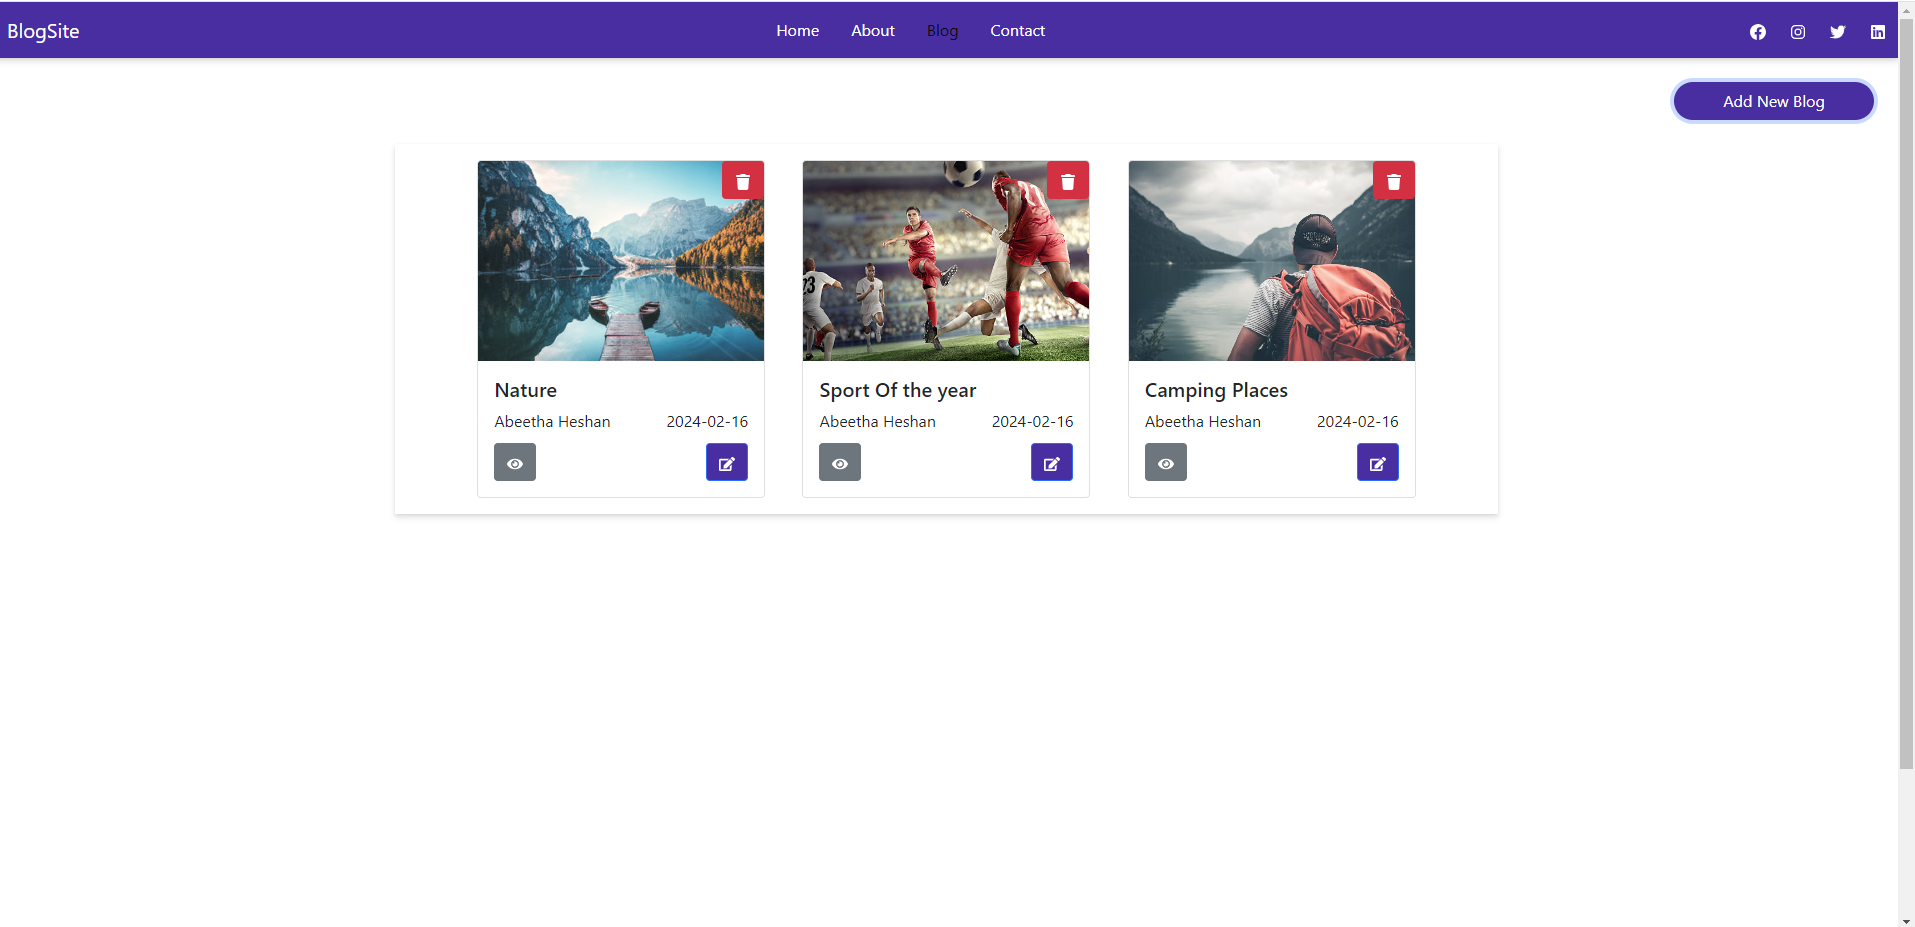 BlogSite
Home About Blog Contact
Add New Blog
23
Nature
Abeetha Heshan 2024-02-16
Sport Of the year
Abeetha Heshan 2024-02-16
Camping Places
Abeetha Heshan 2024-02-16